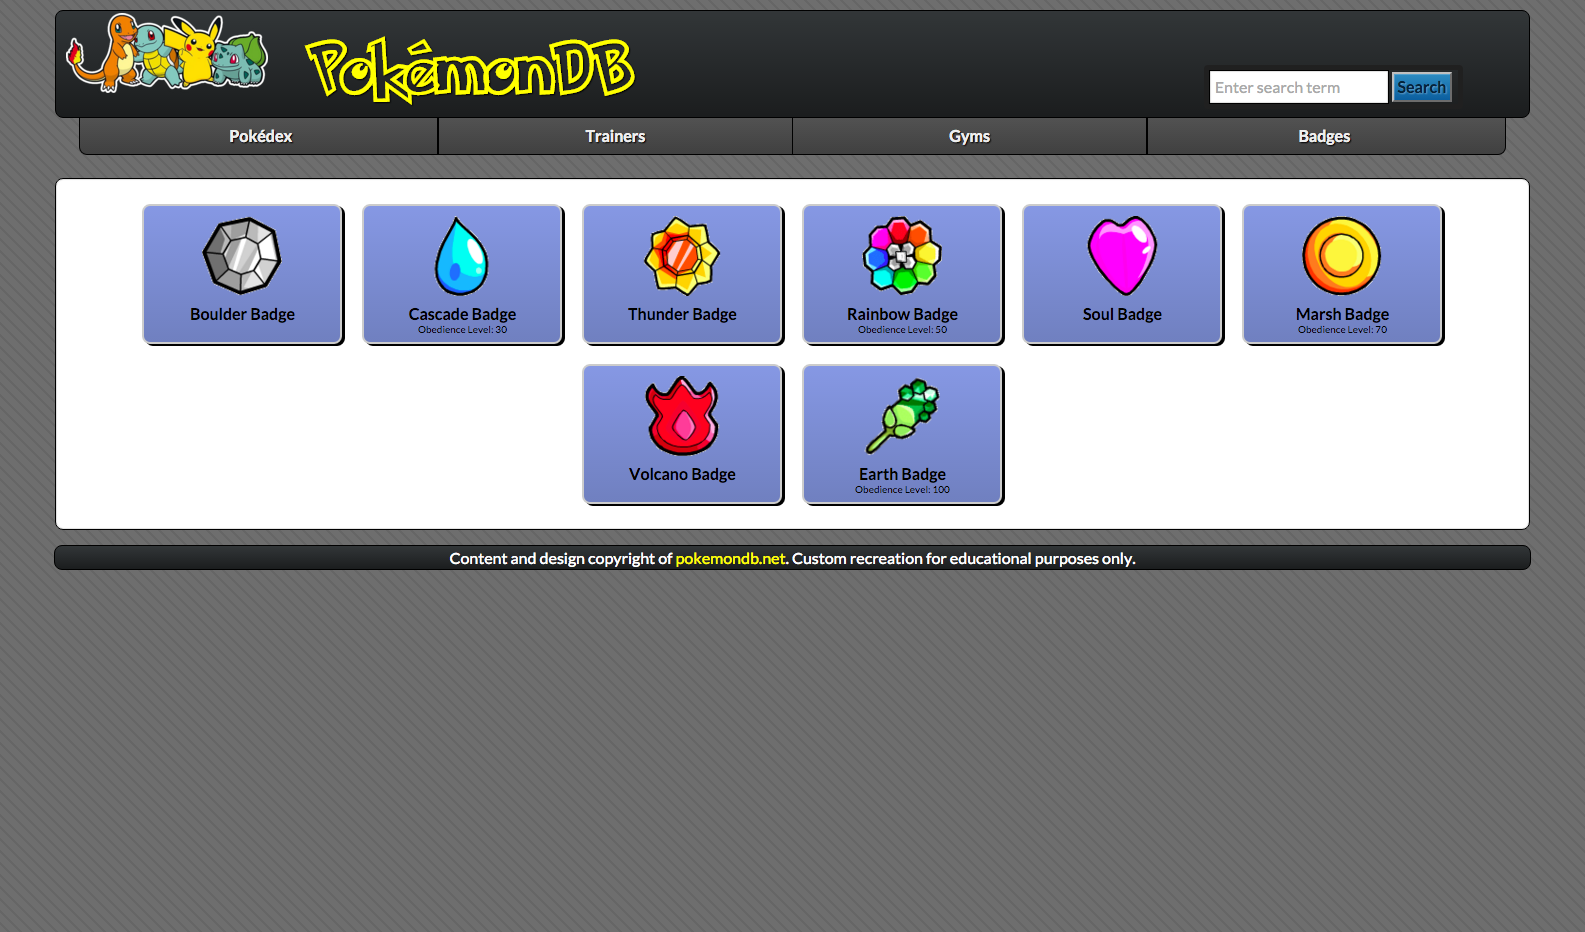 PokémonDB
Enter search term Search
Pokédex Trainers Gyms Badges
Boulder Badge
Cascade Badge
Obedience Level: 30
Thunder Badge
Rainbow Badge
Obedience Level: 50
Soul Badge
Marsh Badge
Obedience Level: 70
Volcano Badge
Earth Badge
Obedience Level: 100
Content and design copyright of pokemondb.net. Custom recreation for educational purposes only.